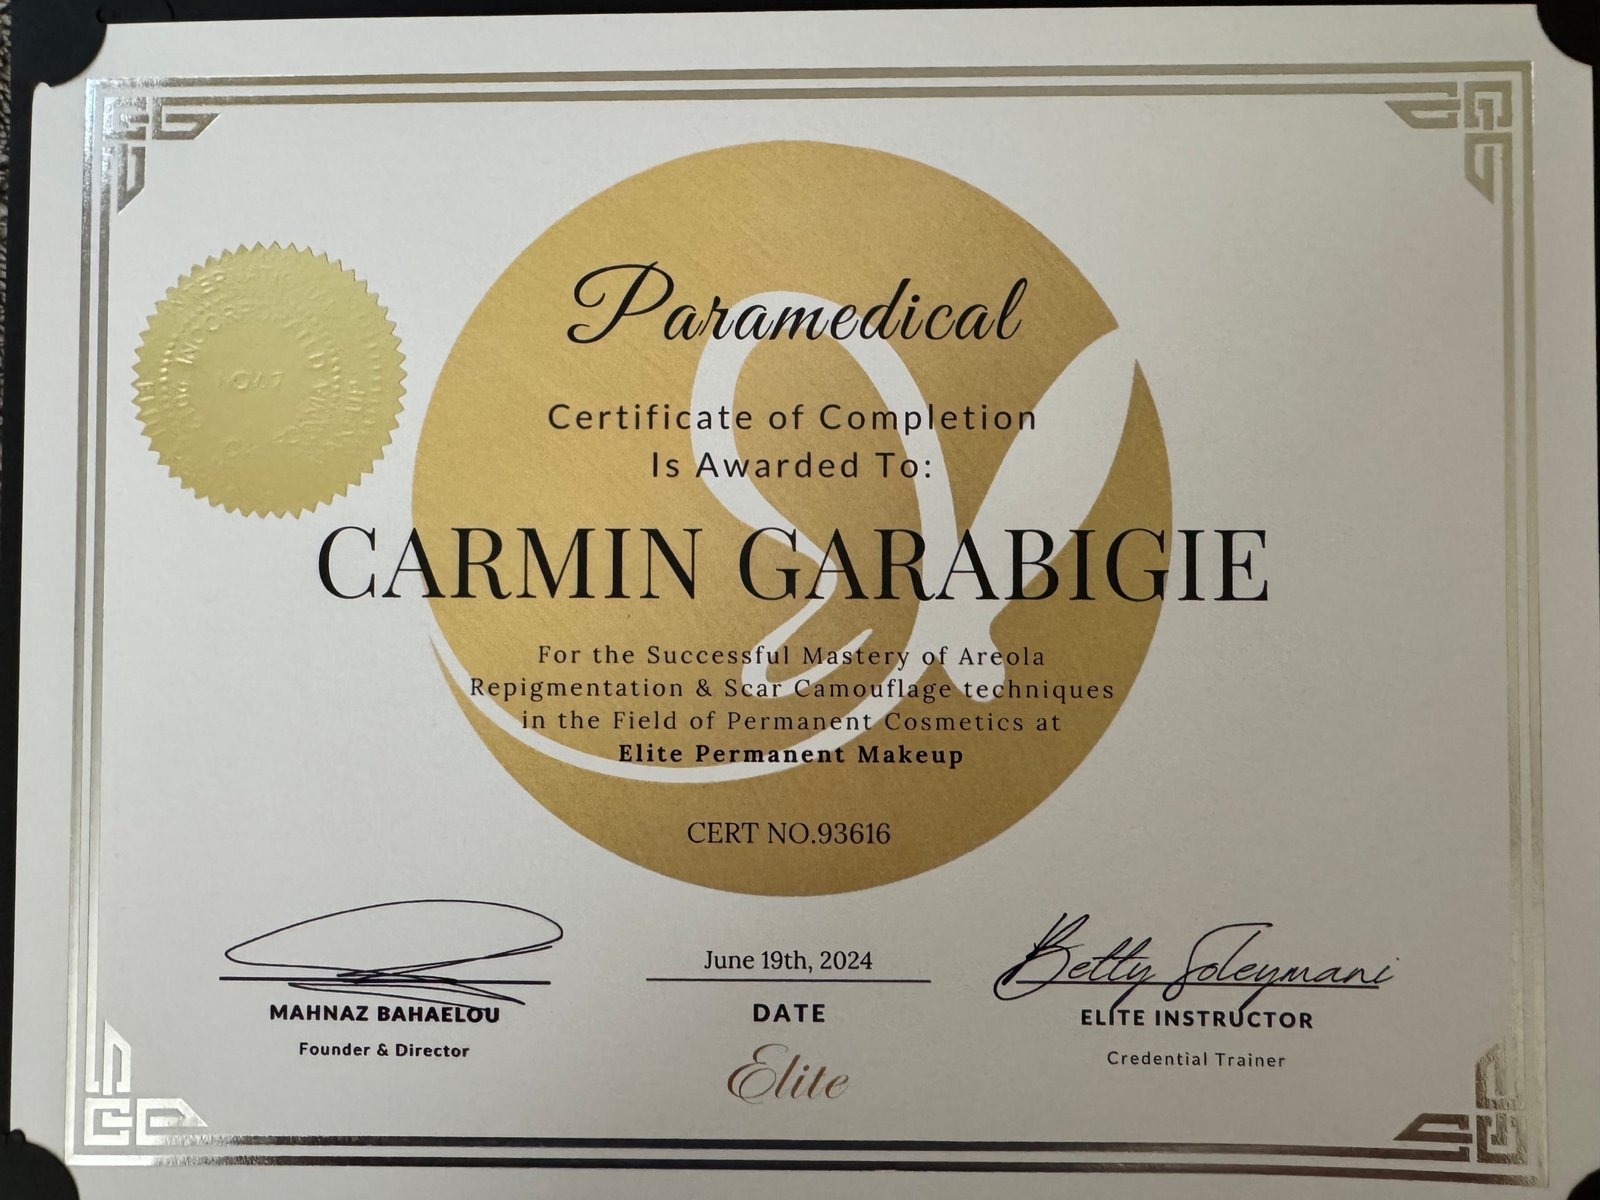 Paramedical
Certificate of Completion
Is Awarded To:
CARMIN GARABIGIE
For the Successful Mastery of Areola
Repigmentation & Scar Camouflage techniques
in the Field of Permanent Cosmetics at
Elite Permanent Makeup
CERT NO.93616
June 19th, 2024
Betty Soleymani
MAHNAZ BAHAELOU
DATE
ELITE INSTRUCTOR
Founder & Director
Credential Trainer
Elite